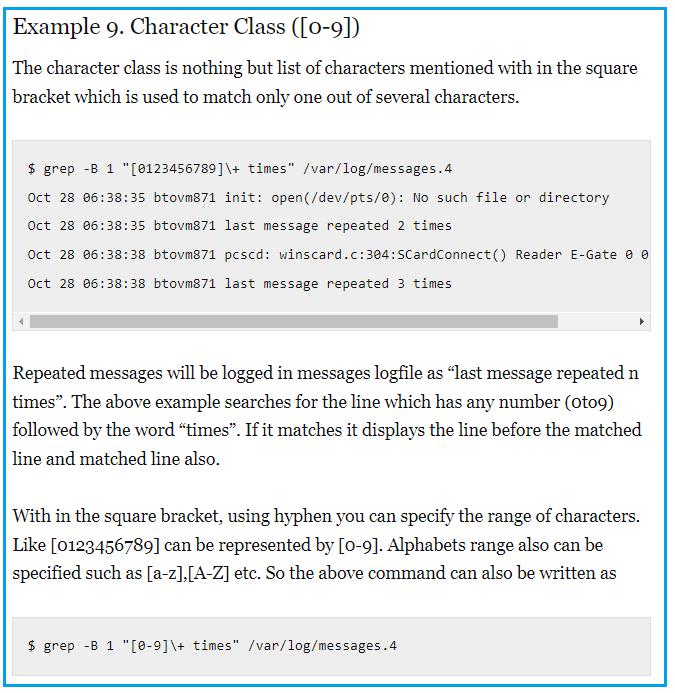 Example 9. Character Class ([0-9])
The character class is nothing but list of characters mentioned with in the square
bracket which is used to match only one out of several characters.
$ grep -B 1 "[0123456789]\+ times" /var/log/messages.4
Oct 28 06:38:35 btovm871 init: open(/dev/pts/0): No such file or directory
Oct 28 06:38:35 btovm871 last message repeated 2 times
Oct 28 06:38:38 btovm871 pcscd: winscard.c:304:SCardConnect() Reader E-Gate 0 0
Oct 28 06:38:38 btovm871 last message repeated 3 times
Repeated messages will be logged in messages logfile as “last message repeated n
times”. The above example searches for the line which has any number (0to9)
followed by the word “times”. If it matches it displays the line before the matched
line and matched line also.
With in the square bracket, using hyphen you can specify the range of characters.
Like [0123456789] can be represented by [0-9]. Alphabets range also can be
specified such as [a-z],[A-Z] etc. So the above command can also be written as
$ grep -B 1 "[0-9]\+ times" /var/log/messages.4